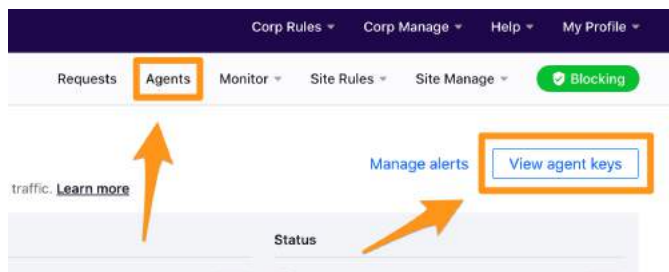 Corp Rules Corp Manage Help My Profile
Requests Agents Monitor Site Rules Site Manage Blocking
Manage alerts View agent keys
traffic. Learn more
Status